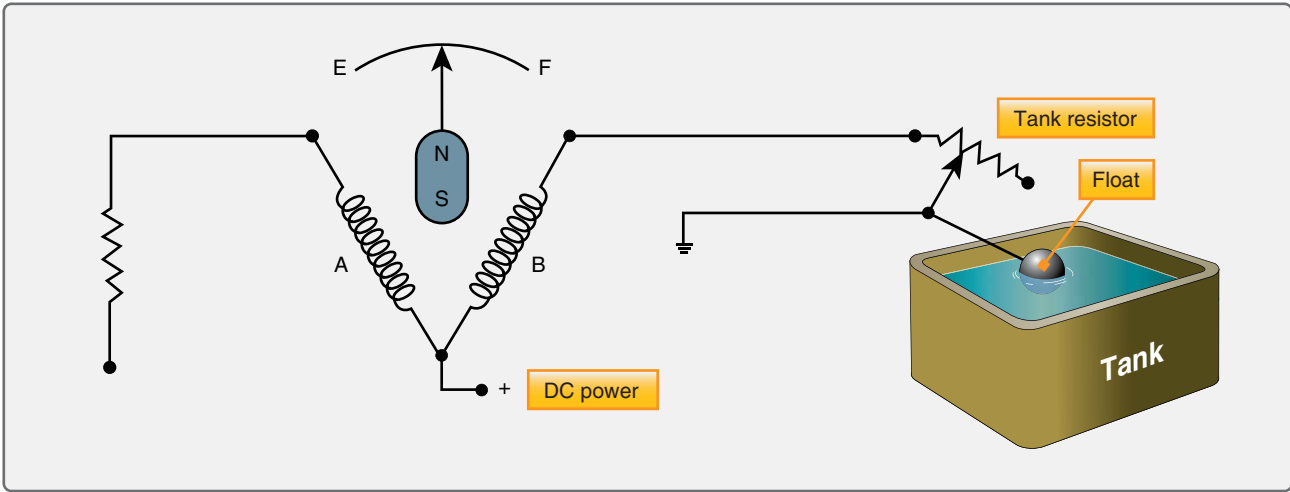 E
F
Tank resistor
N
Float
S
A
B
+
DC power
Tank